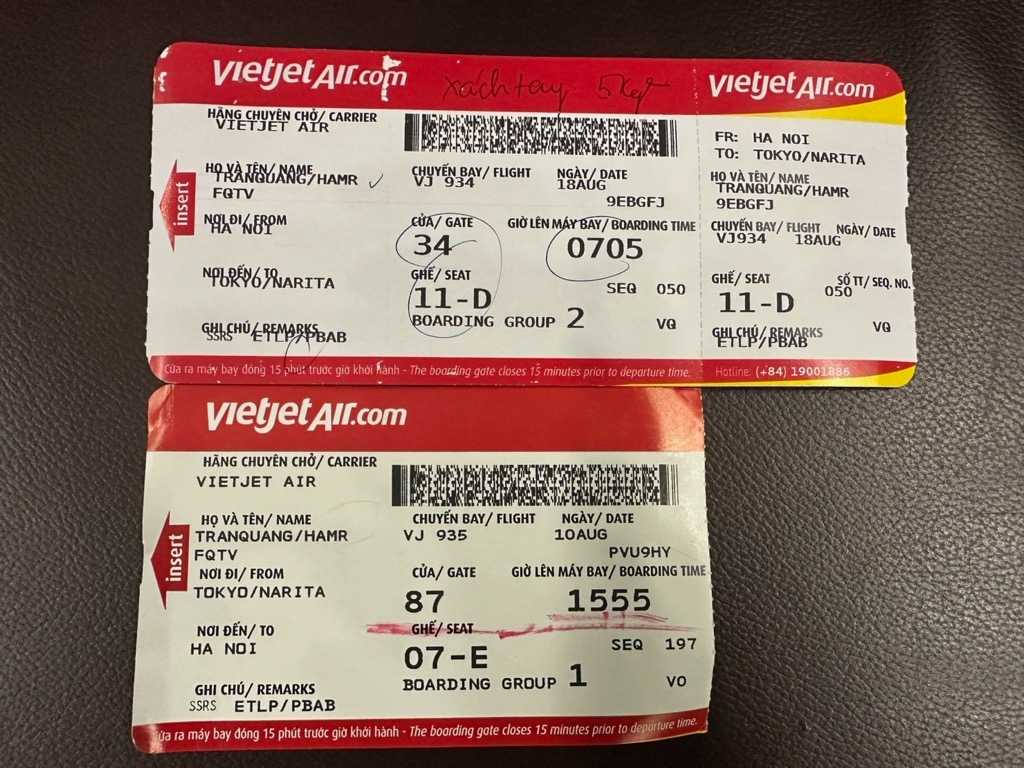 vietjetAir.com
xách tay 5kg
vietjetAir.com
HÃNG CHUYÊN CHỞ/ CARRIER
VIETJET AIR
FR: HA NOI
TO: TOKYO/NARITA
HỌ VÀ TÊN/ NAME
TRANQUANG/HAMR
FQTV
CHUYẾN BAY/ FLIGHT
VJ 934
NGÀY/ DATE
18AUG
9EBGFJ
HỌ VÀ TÊN/ NAME
TRANQUANG/HMR
9EBGFJ
insert
NƠI ĐI/ FROM
HA NOI
CỬA/ GATE
34
GIỜ LÊN MÁY BAY/ BOARDING TIME
0705
CHUYẾN BAY/ FLIGHT NGÀY/ DATE
VJ934 18AUG
NƠI ĐẾN/ TO
TOKYO/NARITA
GHẾ/ SEAT
11-D
SEQ 050
GHẾ/ SEAT
11-D
SỐ TT/ SEQ. NO.
050
GHI CHÚ/ REMARKS
SSRS ETLP/PBAB
BOARDING GROUP 2
VQ
GHI CHÚ/ REMARKS
ETLP/PBAB
VQ
Cửa ra máy bay đóng 15 phút trước giờ khởi hành - The boarding gate closes 15 minutes prior to departure time.
Hotline: (+84) 19001886
vietjetAir.com
HÃNG CHUYÊN CHỞ/ CARRIER
VIETJET AIR
HỌ VÀ TÊN/ NAME
TRANQUANG/HAMR
FQTV
CHUYẾN BAY/ FLIGHT
VJ 935
NGÀY/ DATE
10AUG
PVU9HY
insert
NƠI ĐI/ FROM
TOKYO/NARITA
CỬA/ GATE
87
GIỜ LÊN MÁY BAY/ BOARDING TIME
1555
NƠI ĐẾN/ TO
HA NOI
GHẾ/ SEAT
07-E
SEQ 197
GHI CHÚ/ REMARKS
SSRS ETLP/PBAB
BOARDING GROUP 1
VO
ửa ra máy bay đóng 15 phút trước giờ khởi hành - The boarding gate closes 15 minutes prior to departure time.